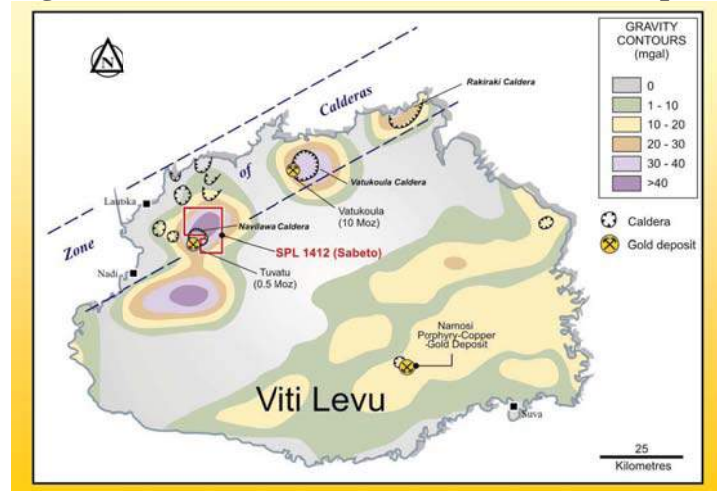 N
GRAVITY
CONTOURS
(mgal)
0
1 - 10
10 - 20
20 - 30
30 - 40
>40
Caldera
Gold deposit
Rakiraki Caldera
Zone of Calderas
Vatukoula Caldera
Vatukoula
(10 Moz)
Lautoka
Navilawa Caldera
SPL 1412 (Sabeto)
Nadi
Tuvatu
(0.5 Moz)
Namosi
Porphyry-Copper
-Gold Deposit
Viti Levu
Suva
25
Kilometres